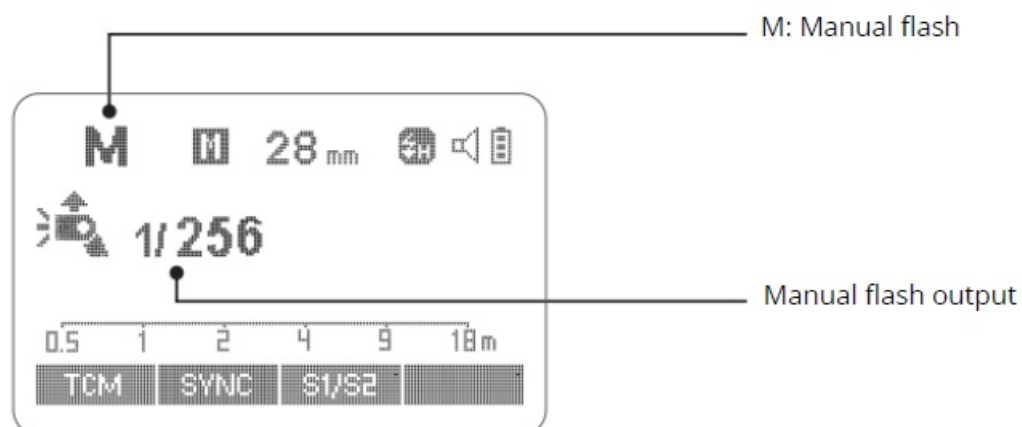 M: Manual flash
M M 28 mm H
1/256
Manual flash output
0.5 1 2 4 9 18 m
TCM SYNC S1/S2